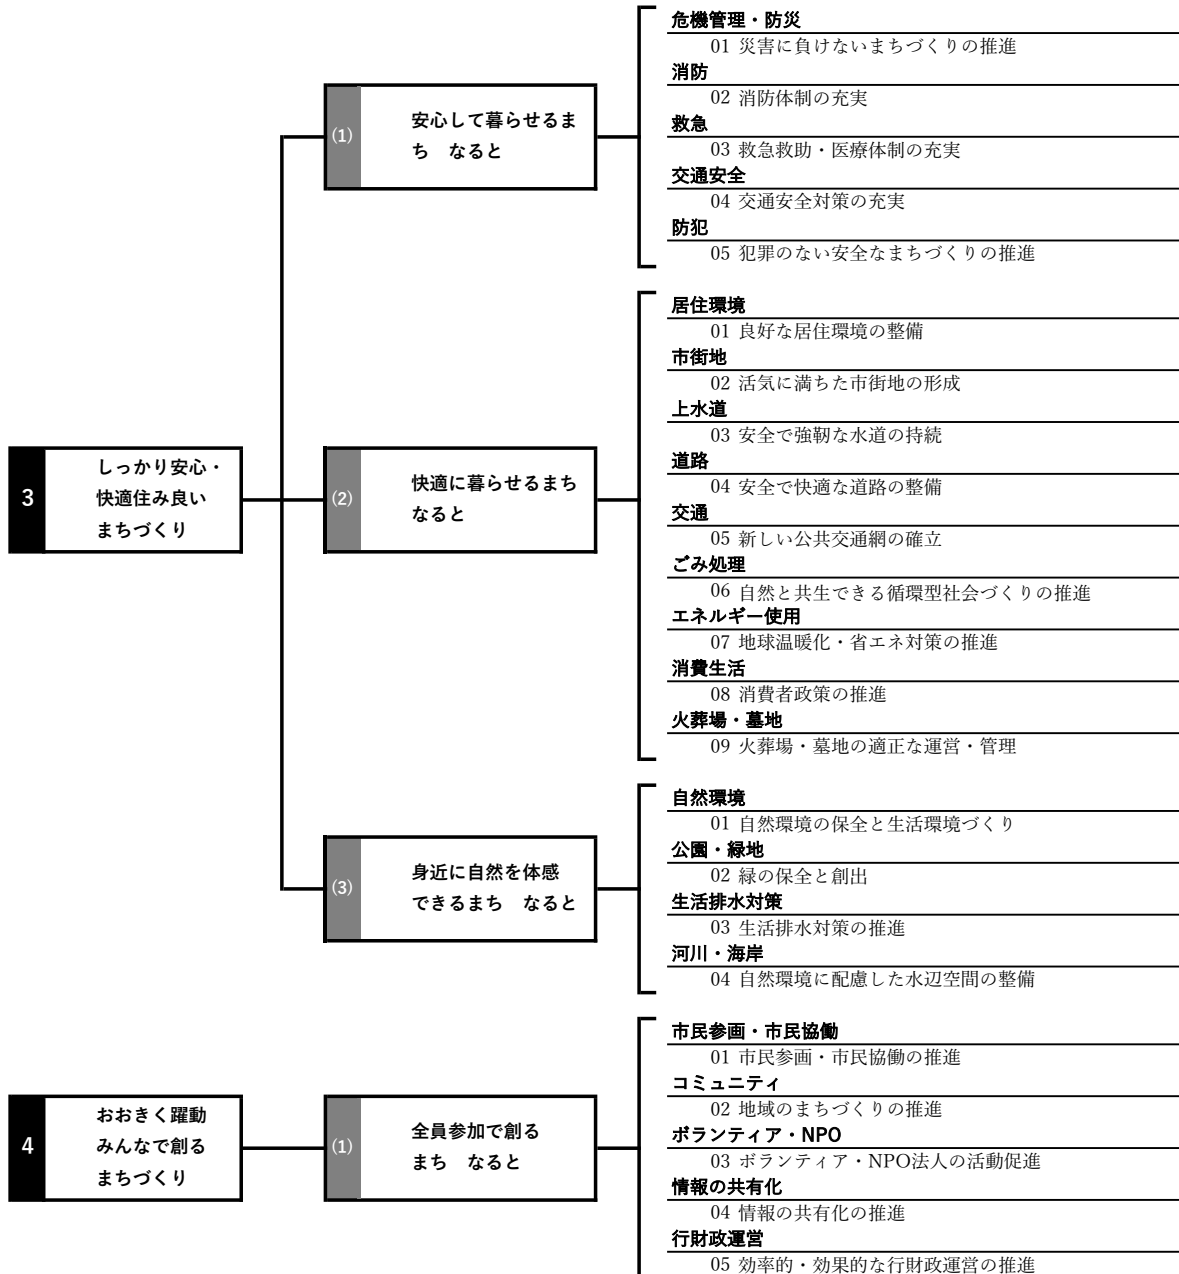 3
しっかり安心・
快適住み良い
まちづくり
(1)
安心して暮らせるま
ち　なると
危機管理・防災
01 災害に負けないまちづくりの推進
消防
02 消防体制の充実
救急
03 救急救助・医療体制の充実
交通安全
04 交通安全対策の充実
防犯
05 犯罪のない安全なまちづくりの推進
(2)
快適に暮らせるまち
なると
居住環境
01 良好な居住環境の整備
市街地
02 活気に満ちた市街地の形成
上水道
03 安全で強靭な水道の持続
道路
04 安全で快適な道路の整備
交通
05 新しい公共交通網の確立
ごみ処理
06 自然と共生できる循環型社会づくりの推進
エネルギー使用
07 地球温暖化・省エネ対策の推進
消費生活
08 消費者政策の推進
火葬場・墓地
09 火葬場・墓地の適正な運営・管理
(3)
身近に自然を体感
できるまち　なると
自然環境
01 自然環境の保全と生活環境づくり
公園・緑地
02 緑の保全と創出
生活排水対策
03 生活排水対策の推進
河川・海岸
04 自然環境に配慮した水辺空間の整備
4
おおきく躍動
みんなで創る
まちづくり
(1)
全員参加で創る
まち　なると
市民参画・市民協働
01 市民参画・市民協働の推進
コミュニティ
02 地域のまちづくりの推進
ボランティア・NPO
03 ボランティア・NPO法人の活動促進
情報の共有化
04 情報の共有化の推進
行財政運営
05 効率的・効果的な行財政運営の推進